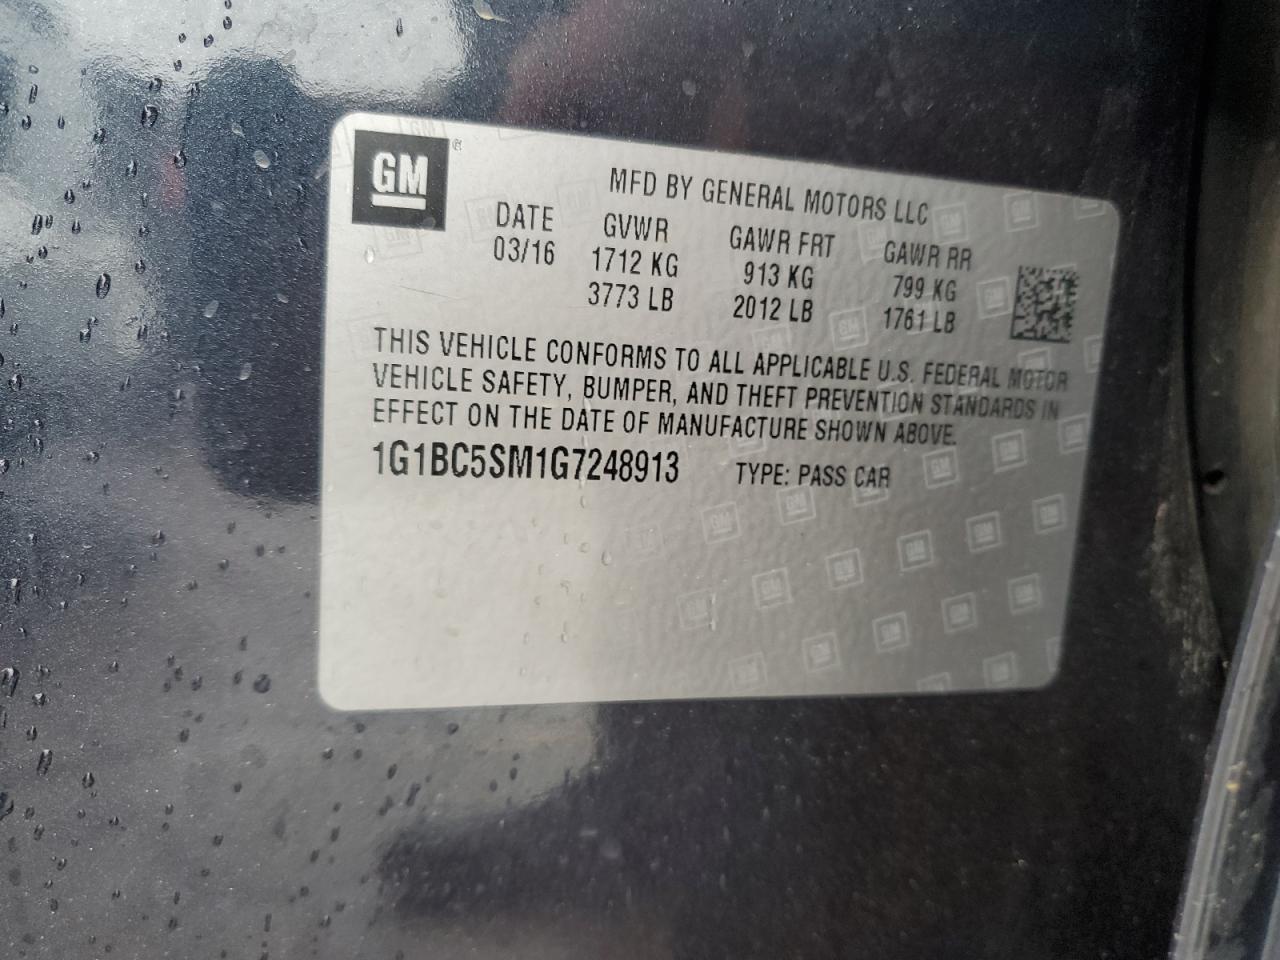 GM
MFD BY GENERAL MOTORS LLC
DATE GVWR GAWR FRT GAWR RR
03/16 1712 KG 913 KG 799 KG
3773 LB 2012 LB 1761 LB
THIS VEHICLE CONFORMS TO ALL APPLICABLE U.S. FEDERAL MOTOR
VEHICLE SAFETY, BUMPER, AND THEFT PREVENTION STANDARDS IN
EFFECT ON THE DATE OF MANUFACTURE SHOWN ABOVE.
1G1BC5SM1G7248913 TYPE: PASS CAR